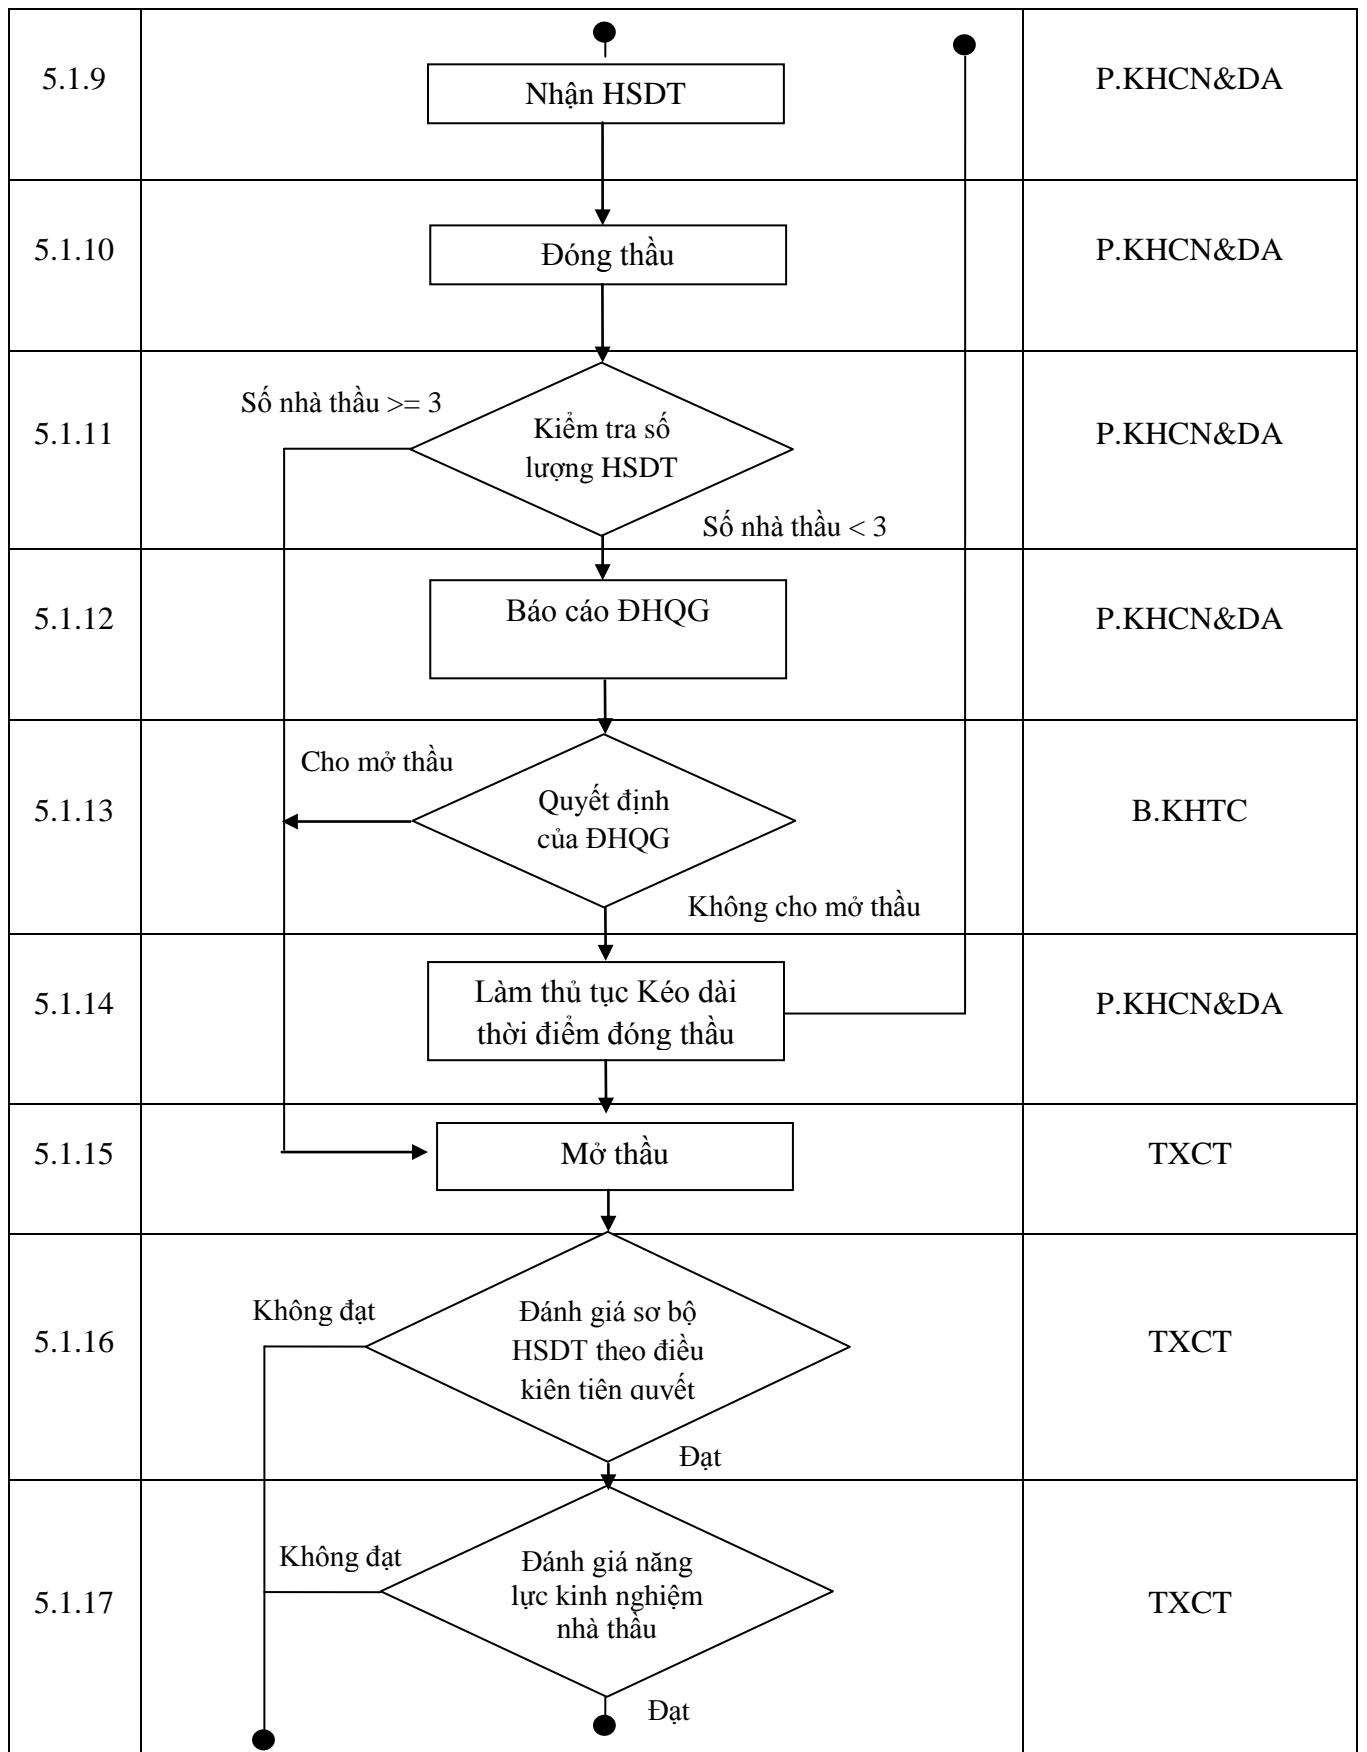 5.1.9
Nhận HSDT
P.KHCN&DA
5.1.10
Đóng thầu
P.KHCN&DA
5.1.11
Số nhà thầu >= 3
Kiểm tra số
lượng HSDT
Số nhà thầu < 3
P.KHCN&DA
5.1.12
Báo cáo ĐHQG
P.KHCN&DA
5.1.13
Cho mở thầu
Quyết định
của ĐHQG
Không cho mở thầu
B.KHTC
5.1.14
Làm thủ tục Kéo dài
thời điểm đóng thầu
P.KHCN&DA
5.1.15
Mở thầu
TXCT
5.1.16
Không đạt
Đánh giá sơ bộ
HSDT theo điều
kiện tiên quyết
Đạt
TXCT
5.1.17
Không đạt
Đánh giá năng
lực kinh nghiệm
nhà thầu
Đạt
TXCT